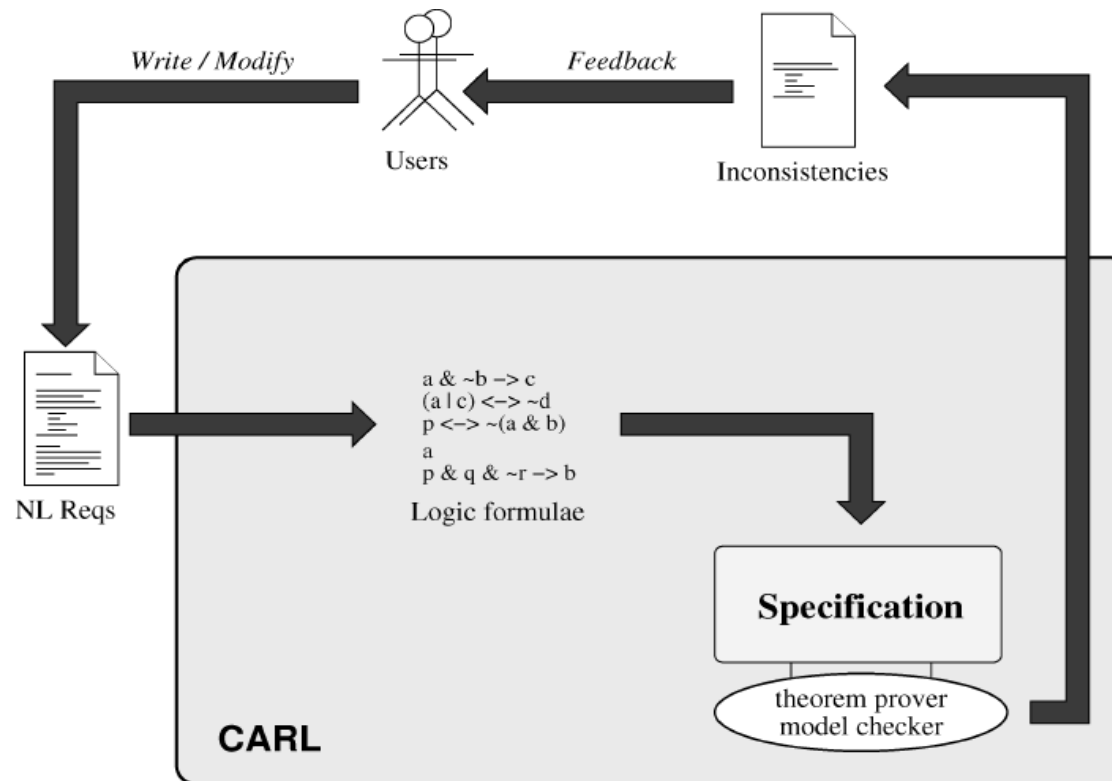 Write / Modify
Feedback
Users
Inconsistencies
NL Reqs
a & ~b –> c
(a | c) <–> ~d
p <–> ~(a & b)
a
p & q & ~r –> b
Logic formulae
Specification
theorem prover
model checker
CARL